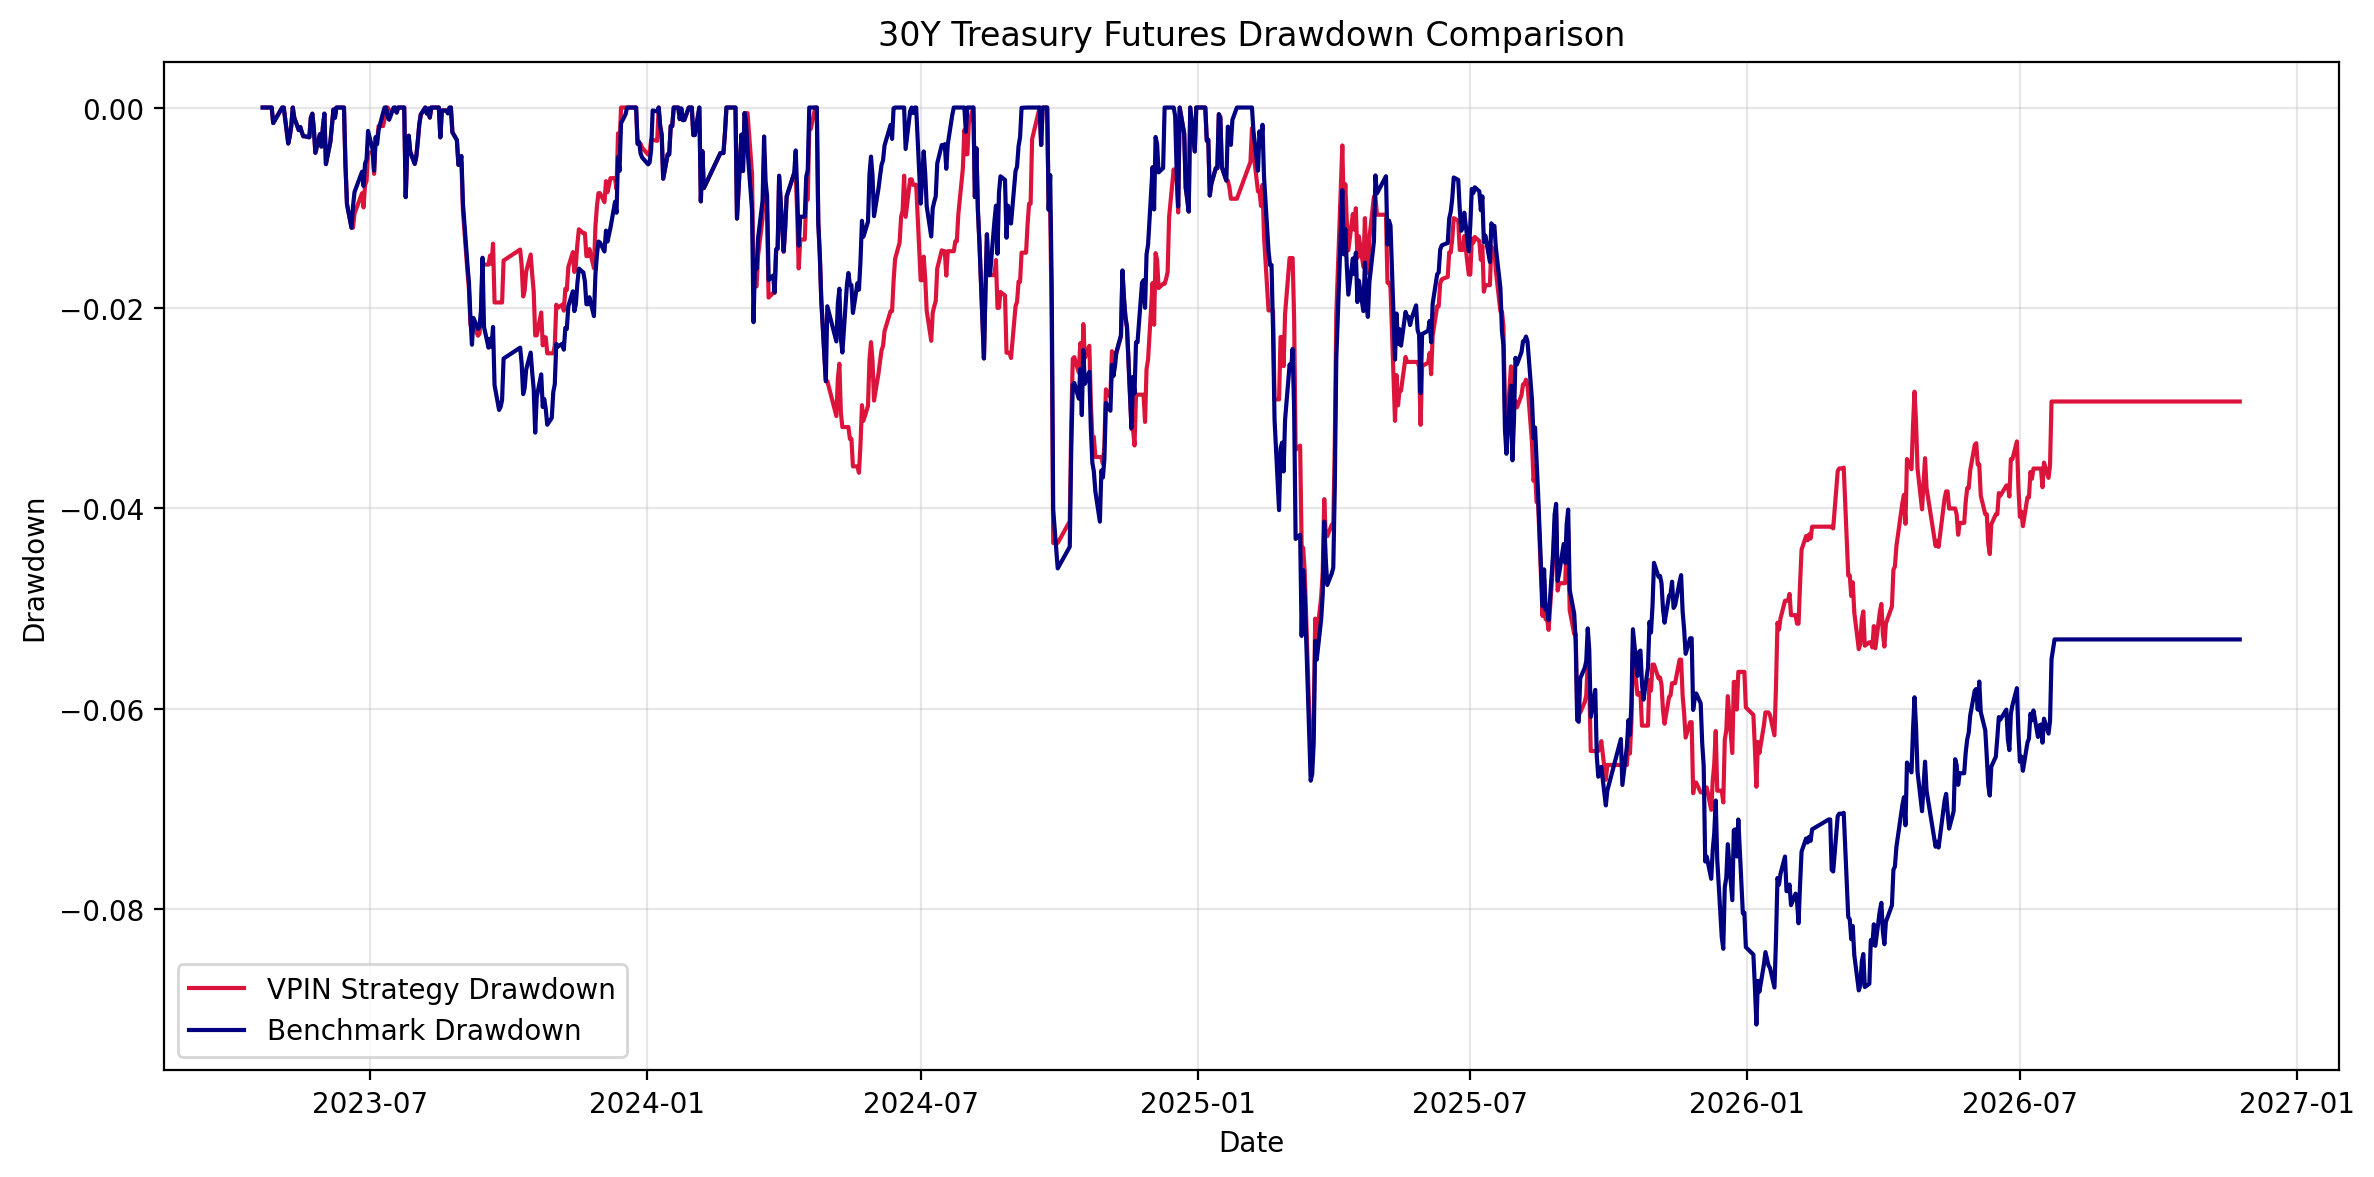 30Y Treasury Futures Drawdown Comparison
Drawdown
0.00
−0.02
−0.04
−0.06
−0.08
VPIN Strategy Drawdown
Benchmark Drawdown
2023-07
2024-01
2024-07
2025-01
2025-07
2026-01
2026-07
2027-01
Date